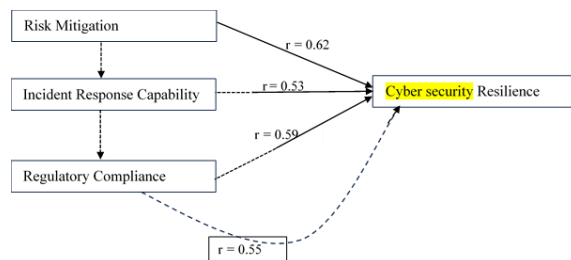 Risk Mitigation
r = 0.62
Incident Response Capability
r = 0.53
Cyber security Resilience
r = 0.59
Regulatory Compliance
r = 0.55